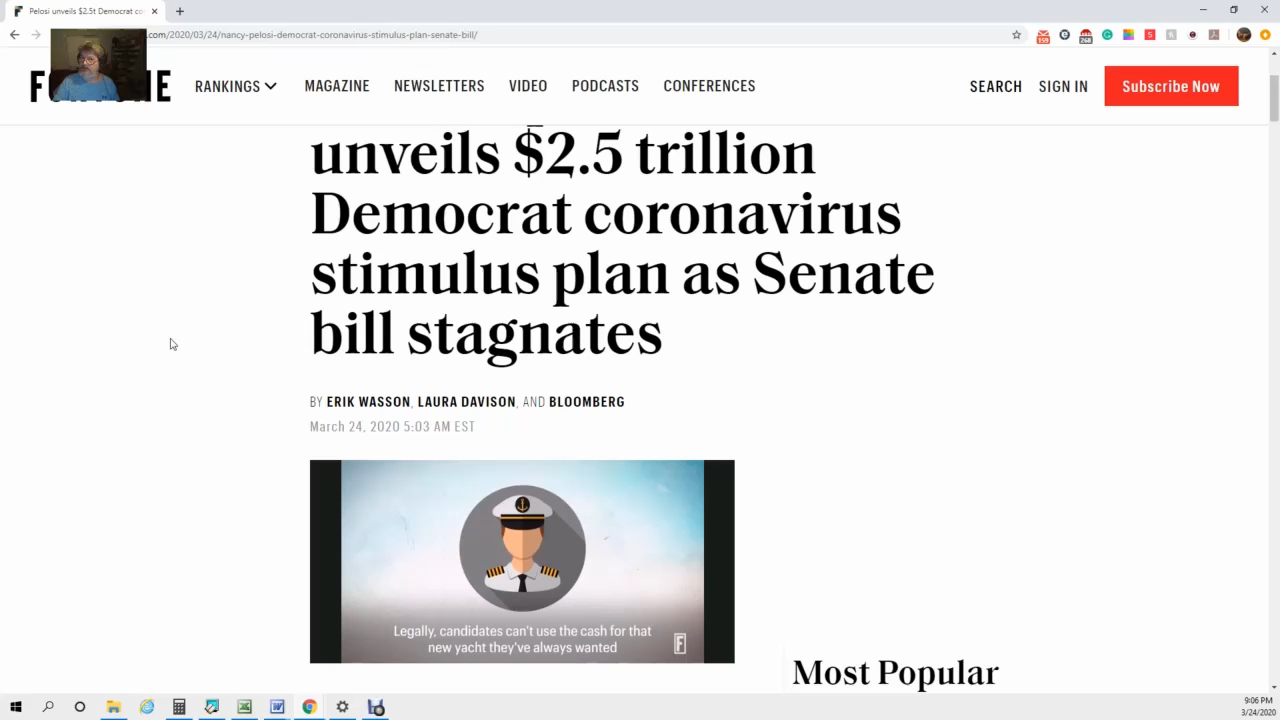 Pelosi unveils $2.5t Democrat co
.com/2020/03/24/nancy-pelosi-democrat-coronavirus-stimulus-plan-senate-bill/
159
268
RANKINGS
MAGAZINE
NEWSLETTERS
VIDEO
PODCASTS
CONFERENCES
SEARCH
SIGN IN
Subscribe Now
unveils $2.5 trillion
Democrat coronavirus
stimulus plan as Senate
bill stagnates
BY ERIK WASSON, LAURA DAVISON, AND BLOOMBERG
March 24, 2020 5:03 AM EST
Legally, candidates can't use the cash for that
new yacht they've always wanted
F
Most Popular
9:06 PM
3/24/2020